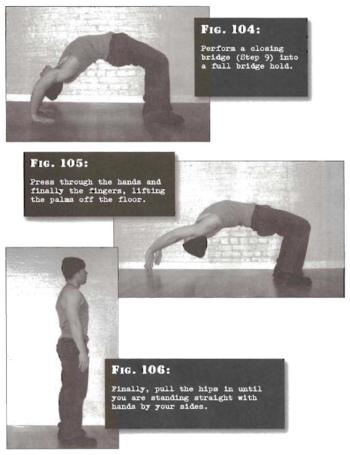 FIG. 104:
Perform a closing
bridge (Step 9) into
a full bridge hold.
FIG. 105:
Press through the hands and
finally the fingers, lifting
the palms off the floor.
FIG. 106:
Finally, pull the hips in until
you are standing straight with
hands by your sides.